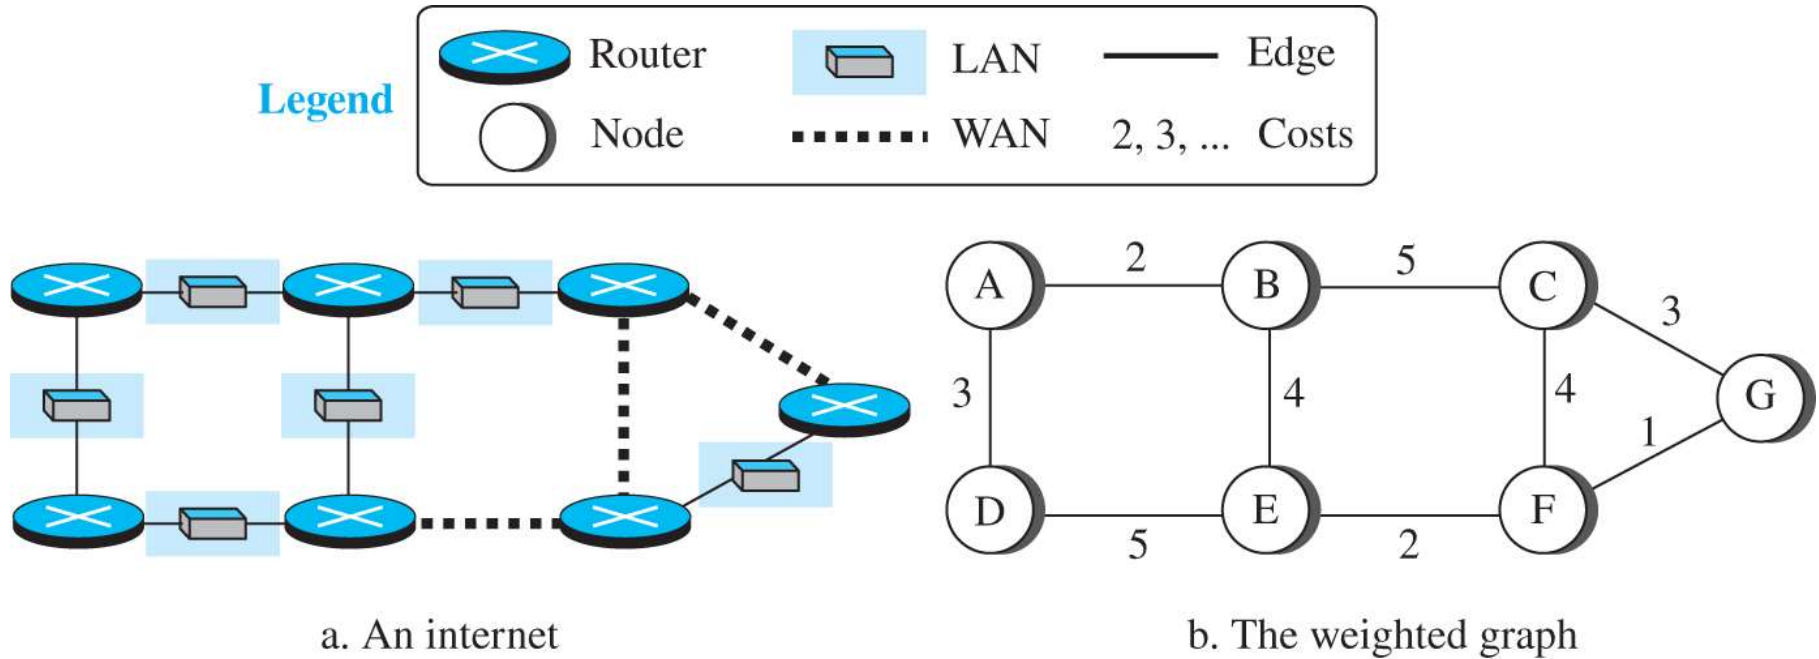 Legend
Router LAN Edge
Node WAN 2, 3, ... Costs
A 2 B 5 C
3
3 4 4 G
1
D 5 E 2 F
a. An internet
b. The weighted graph